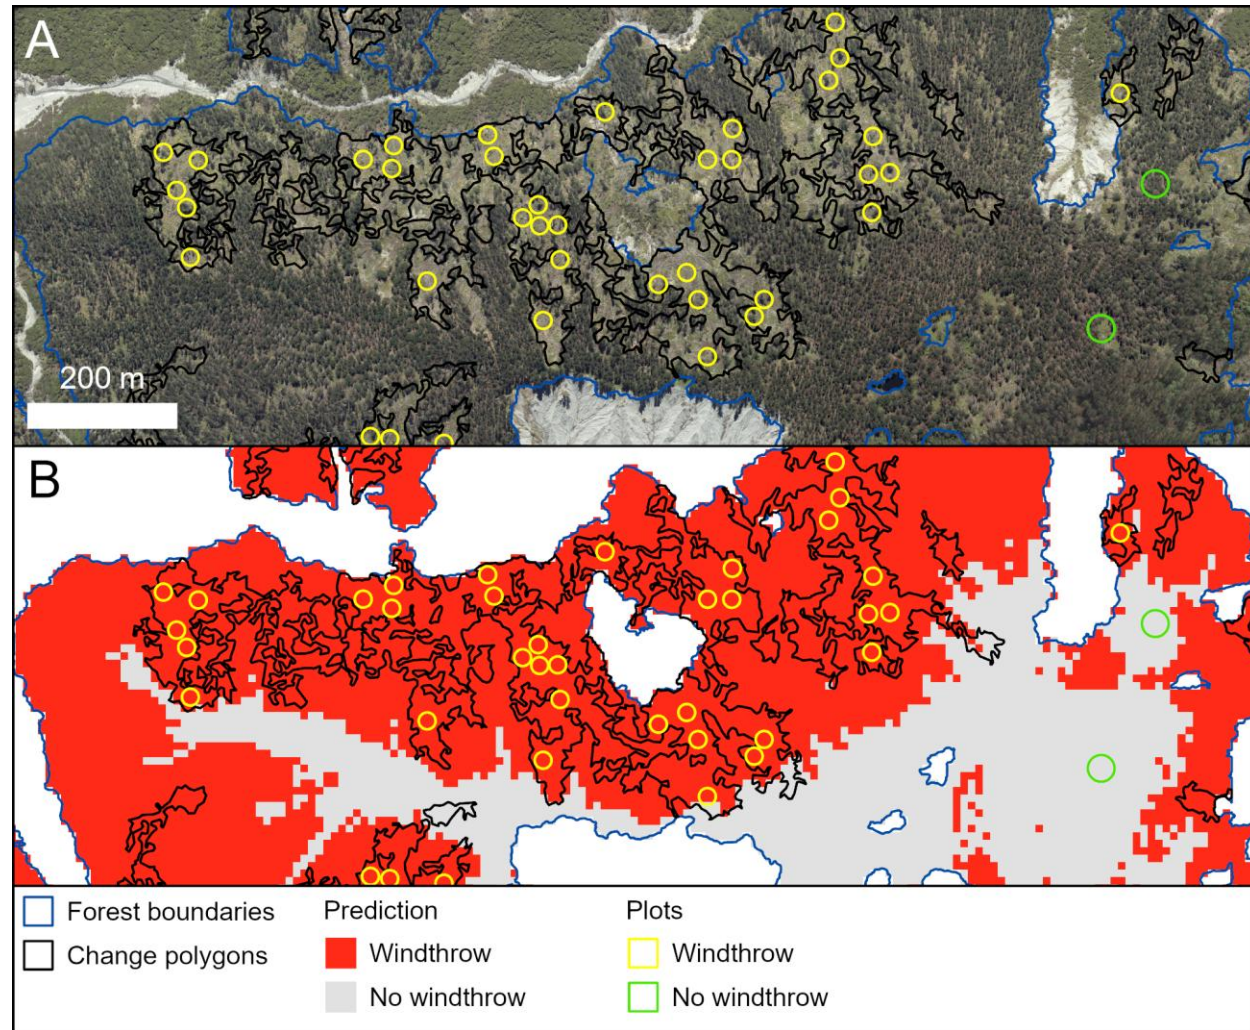 A
200 m
B
Forest boundaries
Change polygons
Prediction
Windthrow
No windthrow
Plots
Windthrow
No windthrow